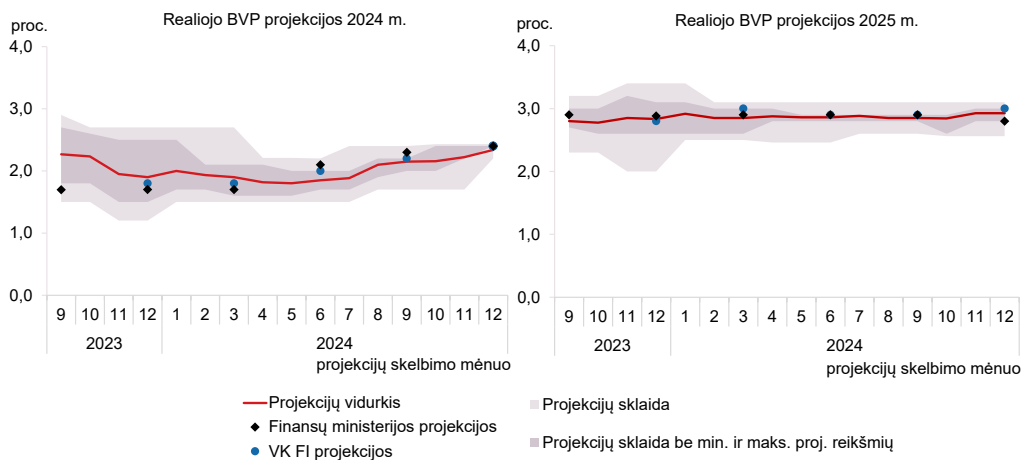 Realiojo BVP projekcijos 2024 m.
proc.
4,0
3,0
2,0
1,0
0,0
9 10 11 12 1 2 3 4 5 6 7 8 9 10 11 12
2023 2024
projekcijų skelbimo mėnuo
Realiojo BVP projekcijos 2025 m.
proc.
4,0
3,0
2,0
1,0
0,0
9 10 11 12 1 2 3 4 5 6 7 8 9 10 11 12
2023 2024
projekcijų skelbimo mėnuo
Projekcijų vidurkis
Finansų ministerijos projekcijos
VK FI projekcijos
Projekcijų sklaida
Projekcijų sklaida be min. ir maks. proj. reikšmių